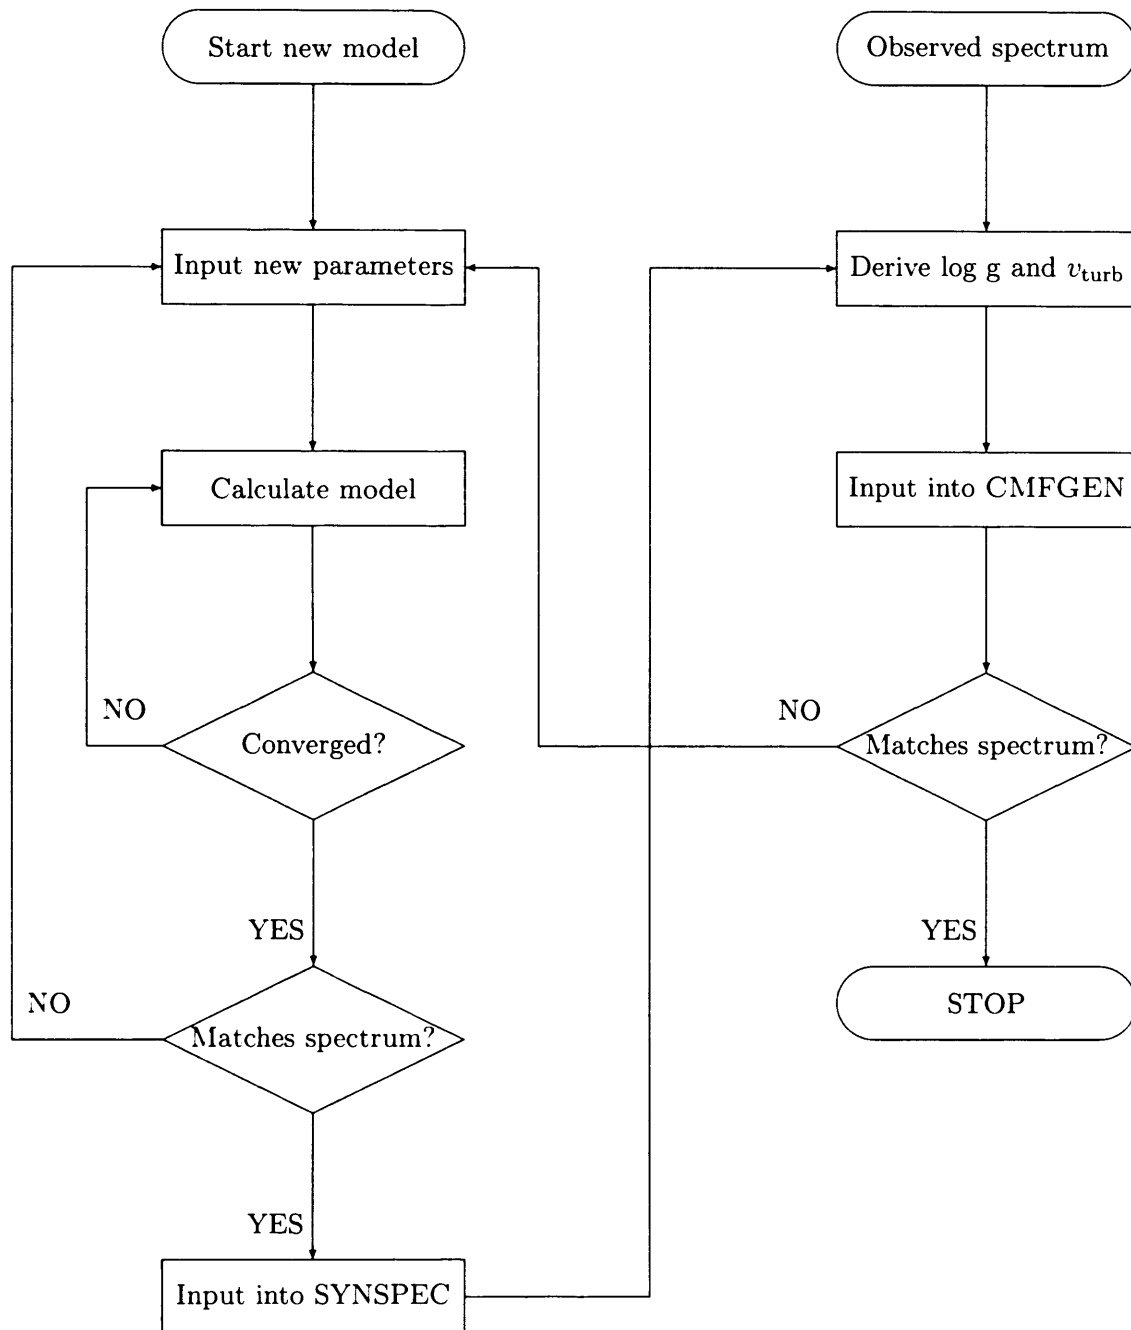 Start new model
Observed spectrum
Input new parameters
Derive log g and v_turb
Calculate model
Input into CMFGEN
NO
Converged?
NO
Matches spectrum?
YES
YES
NO
Matches spectrum?
STOP
YES
Input into SYNSPEC